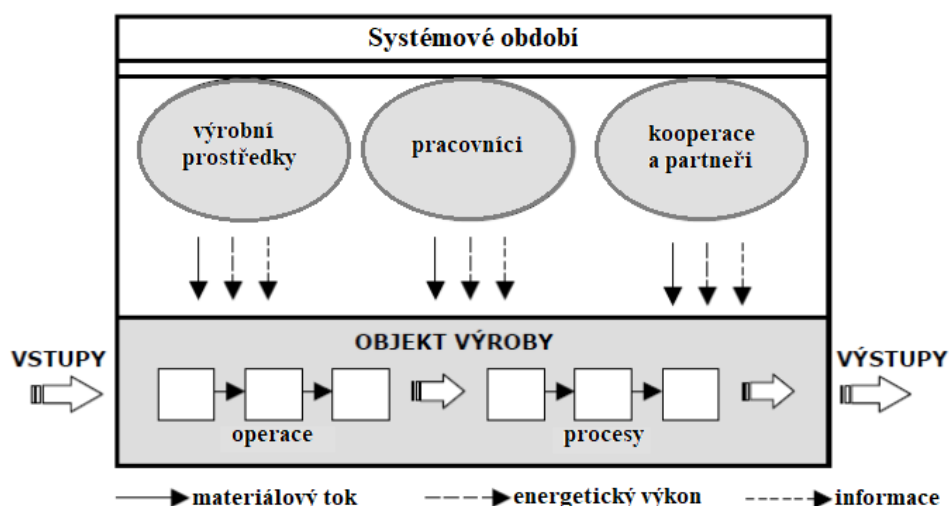 Systémové období
výrobní
prostředky
pracovníci
kooperace
a partneři
OBJEKT VÝROBY
VSTUPY
VÝSTUPY
operace
procesy
materiálový tok
energetický výkon
informace